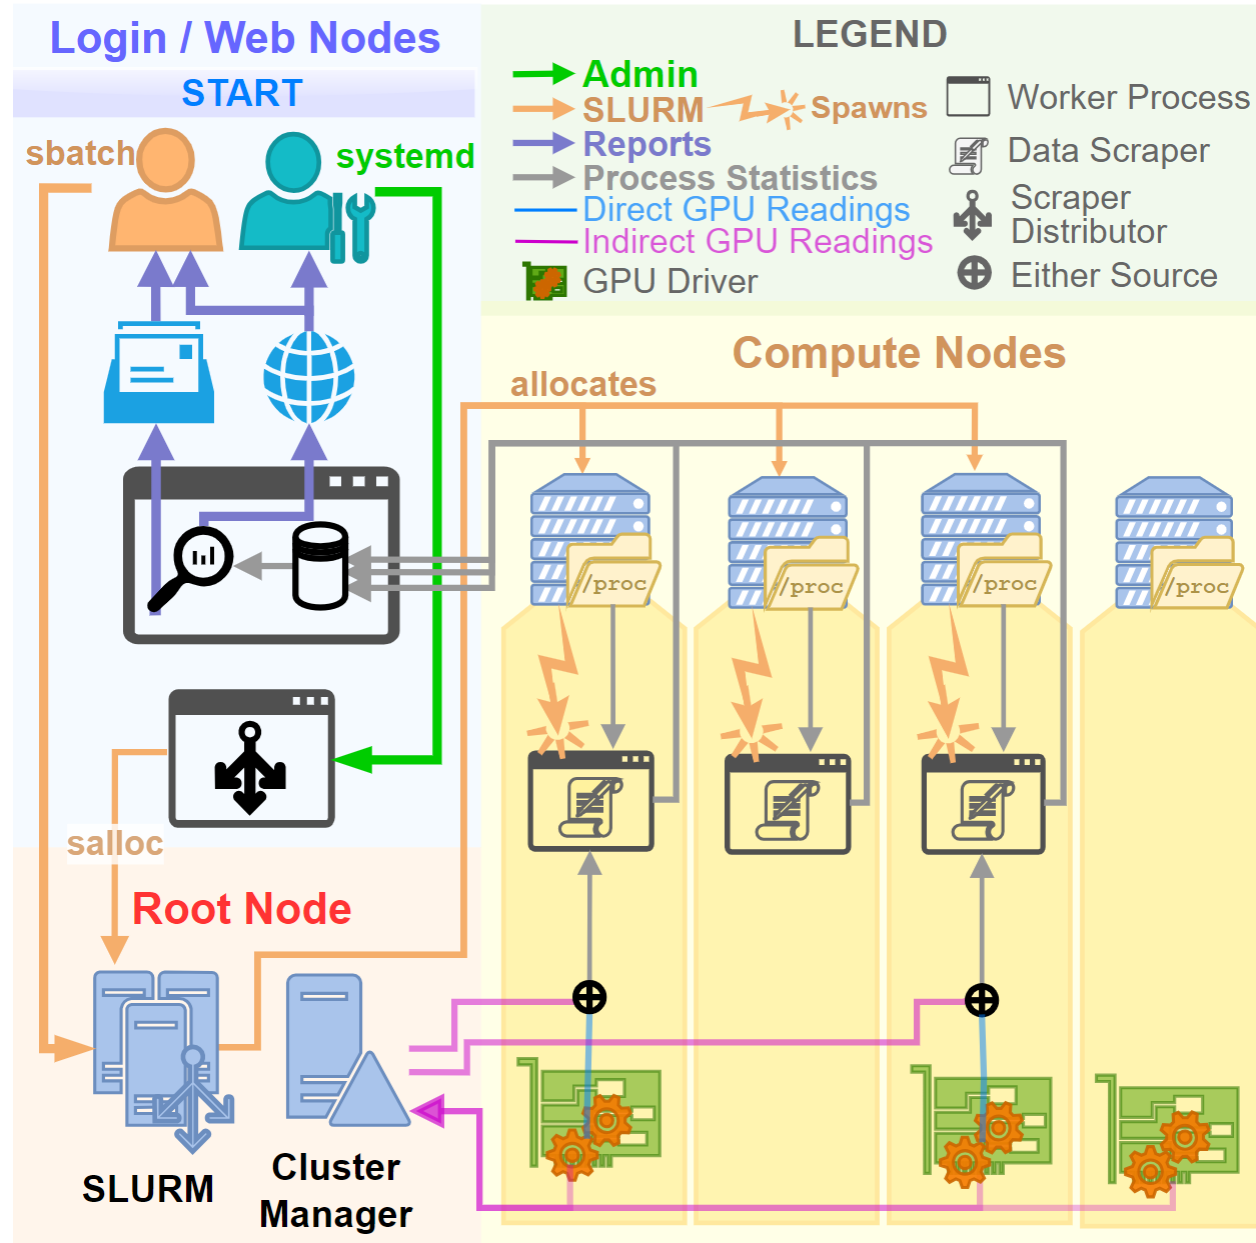 Login / Web Nodes
START
sbatch
systemd
LEGEND
Admin
SLURM
Spawns
Reports
Process Statistics
Direct GPU Readings
Indirect GPU Readings
GPU Driver
Worker Process
Data Scraper
Scraper
Distributor
Either Source
Compute Nodes
allocates
/proc
/proc
/proc
/proc
salloc
Root Node
SLURM
Cluster
Manager